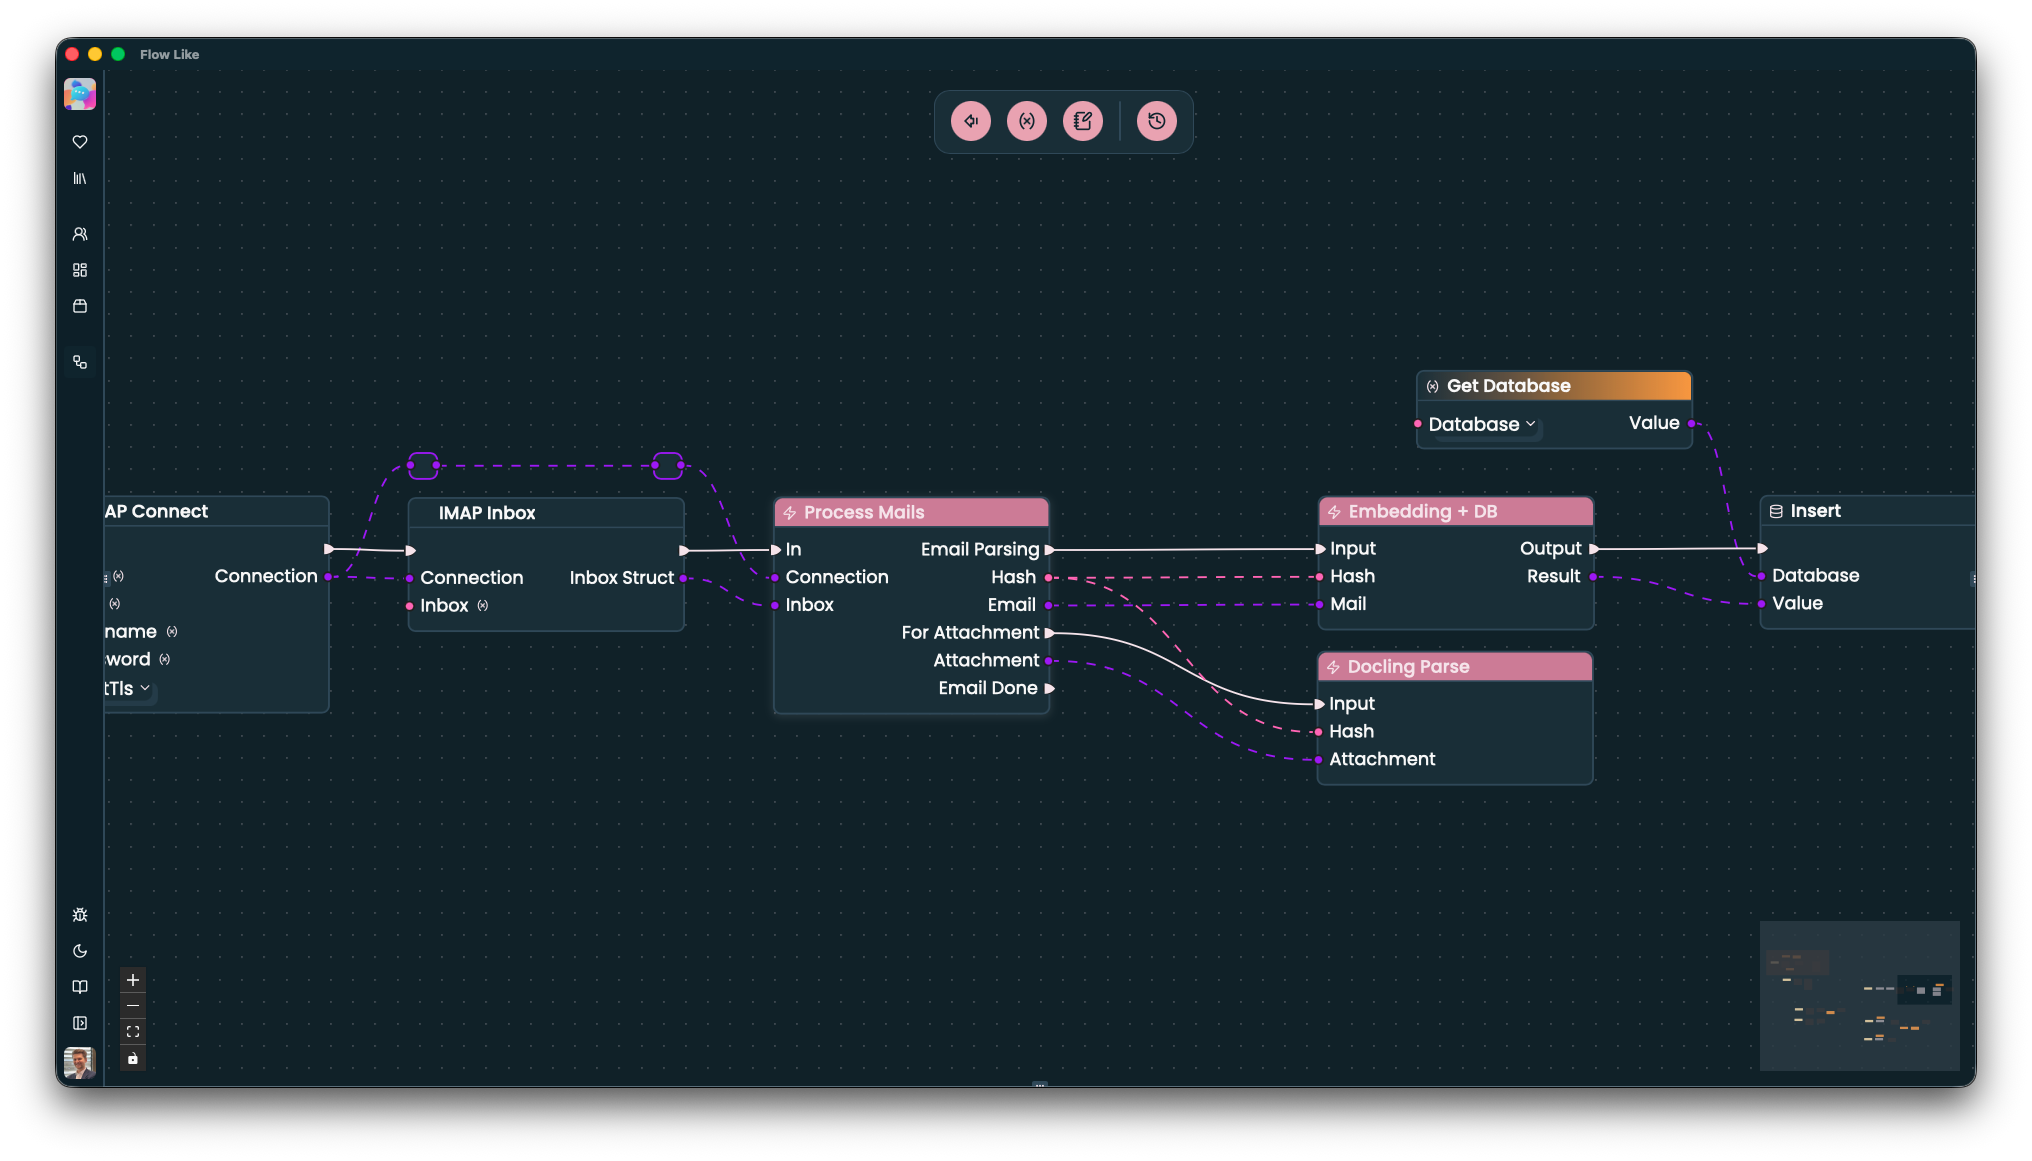 Flow Like
AP Connect
Connection
name
sword
tTls
IMAP Inbox
Connection
Inbox Struct
Inbox
Process Mails
In
Email Parsing
Connection
Hash
Inbox
Email
For Attachment
Attachment
Email Done
Get Database
Database
Value
Embedding + DB
Input
Output
Hash
Result
Mail
Docling Parse
Input
Hash
Attachment
Insert
Database
Value